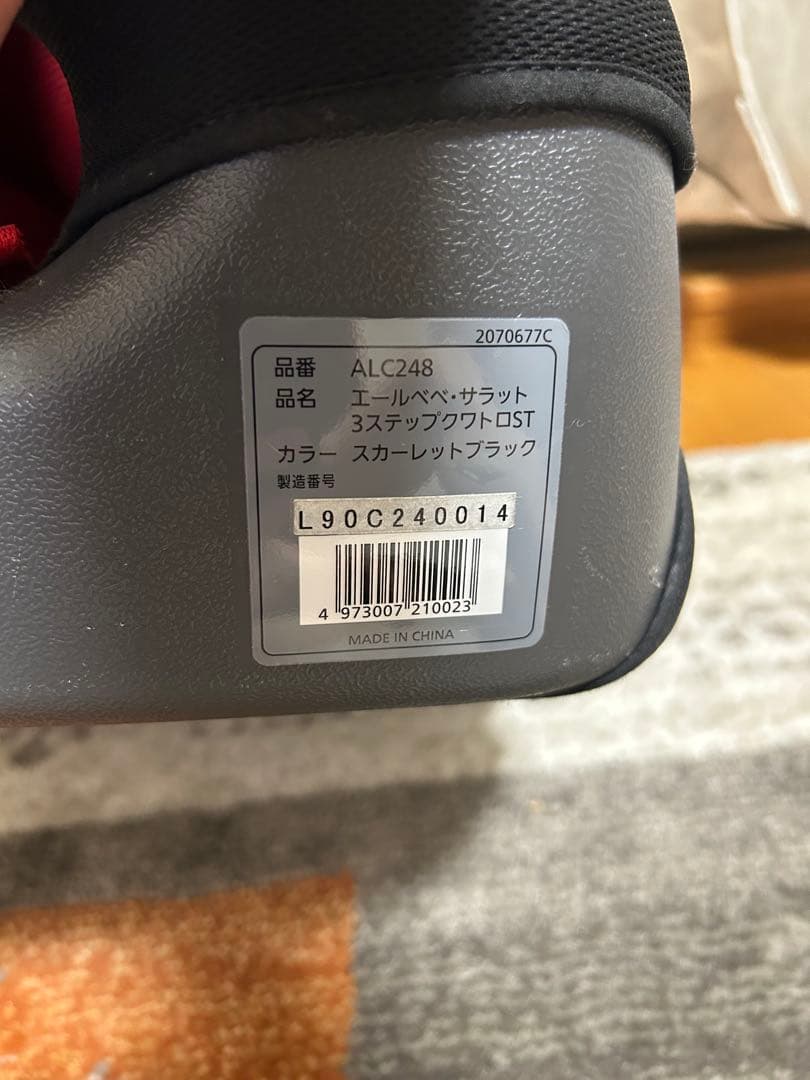 2070677C
品番 ALC248
品名 エールベベ・サラット
3ステップクワトロST
カラー スカーレットブラック
製造番号
L90C240014
4 973007 210023
MADE IN CHINA